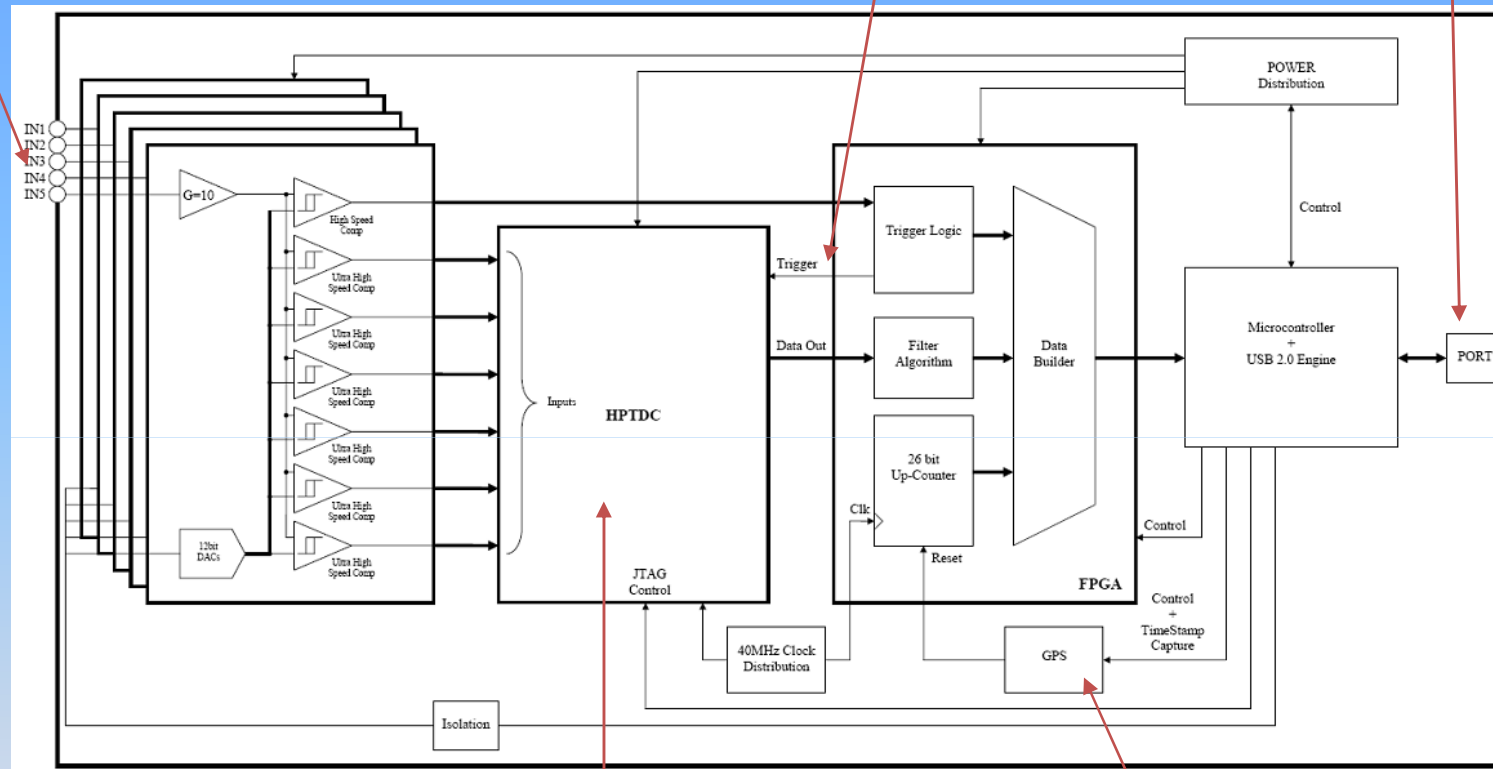 POWER
Distribution
IN1
IN2
IN3
IN4
IN5
G=10
High Speed
Comp
Ultra High
Speed Comp
Ultra High
Speed Comp
Ultra High
Speed Comp
Ultra High
Speed Comp
Ultra High
Speed Comp
Ultra High
Speed Comp
12bit
DACs
Inputs
HPTDC
JTAG
Control
Trigger
Data Out
Trigger Logic
Filter
Algorithm
26 bit
Up-Counter
Clk
Reset
Data
Builder
FPGA
Control
Microcontroller
+
USB 2.0 Engine
PORT
Control
Control
+
TimeStamp
Capture
40MHz Clock
Distribution
GPS
Isolation